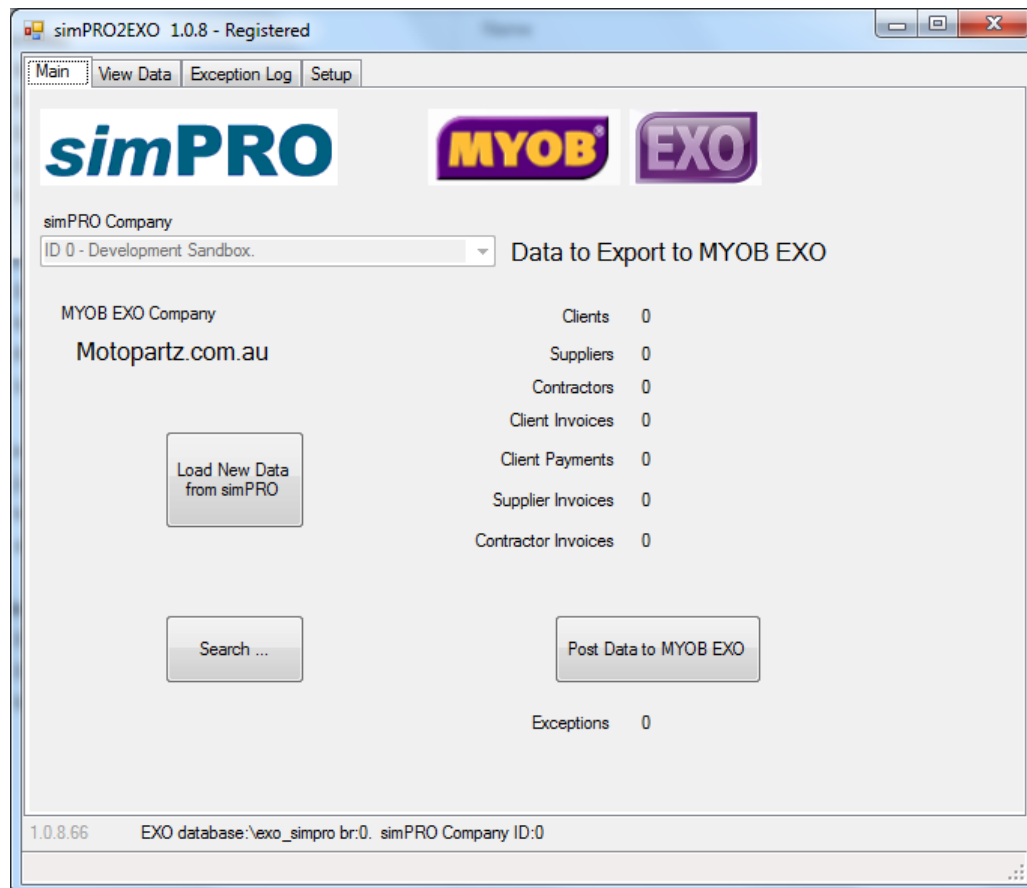 simPRO2EXO 1.0.8 - Registered
Main View Data Exception Log Setup
simPRO MYOB® EXO
simPRO Company
ID 0 - Development Sandbox.
Data to Export to MYOB EXO
MYOB EXO Company
Motopartz.com.au
Clients 0
Suppliers 0
Contractors 0
Client Invoices 0
Client Payments 0
Supplier Invoices 0
Contractor Invoices 0
Load New Data
from simPRO
Search ...
Post Data to MYOB EXO
Exceptions 0
1.0.8.66 EXO database:\exo_simpro br:0. simPRO Company ID:0